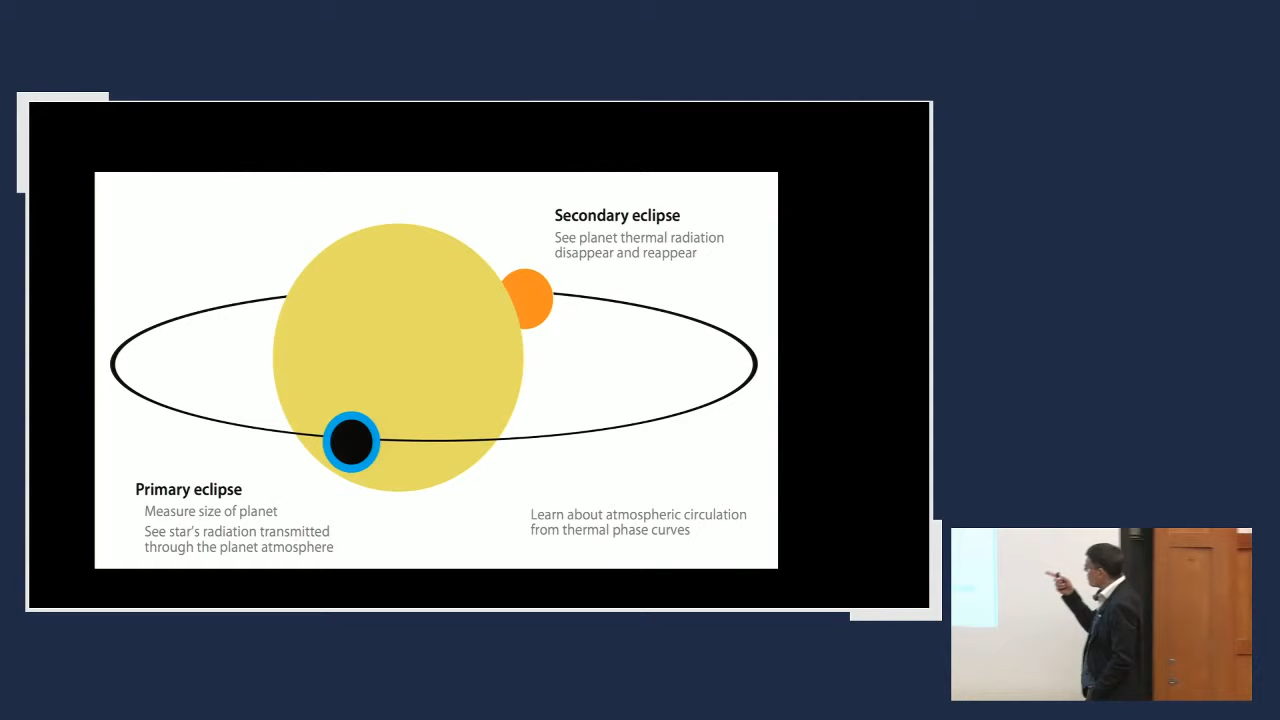 Secondary eclipse
See planet thermal radiation
disappear and reappear
Primary eclipse
Measure size of planet
See star's radiation transmitted
through the planet atmosphere
Learn about atmospheric circulation
from thermal phase curves